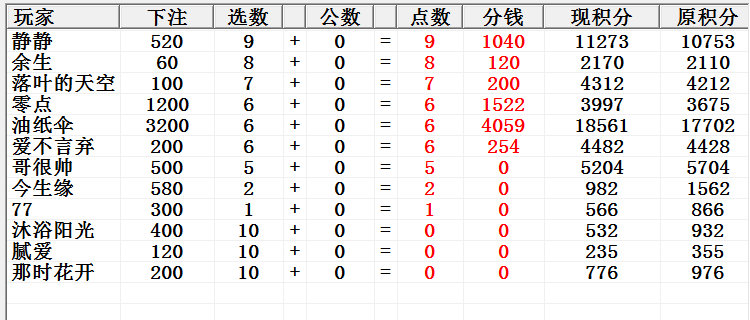 玩家 下注 选数 公数 点数 分钱 现积分 原积分
静静 520 9 + 0 = 9 1040 11273 10753
余生 60 8 + 0 = 8 120 2170 2110
落叶的天空 100 7 + 0 = 7 200 4312 4212
零点 1200 6 + 0 = 6 1522 3997 3675
油纸伞 3200 6 + 0 = 6 4059 18561 17702
爱不言弃 200 6 + 0 = 6 254 4482 4428
哥很帅 500 5 + 0 = 5 0 5204 5704
今生缘 580 2 + 0 = 2 0 982 1562
77 300 1 + 0 = 1 0 566 866
沐浴阳光 400 10 + 0 = 0 0 532 932
腻爱 120 10 + 0 = 0 0 235 355
那时花开 200 10 + 0 = 0 0 776 976